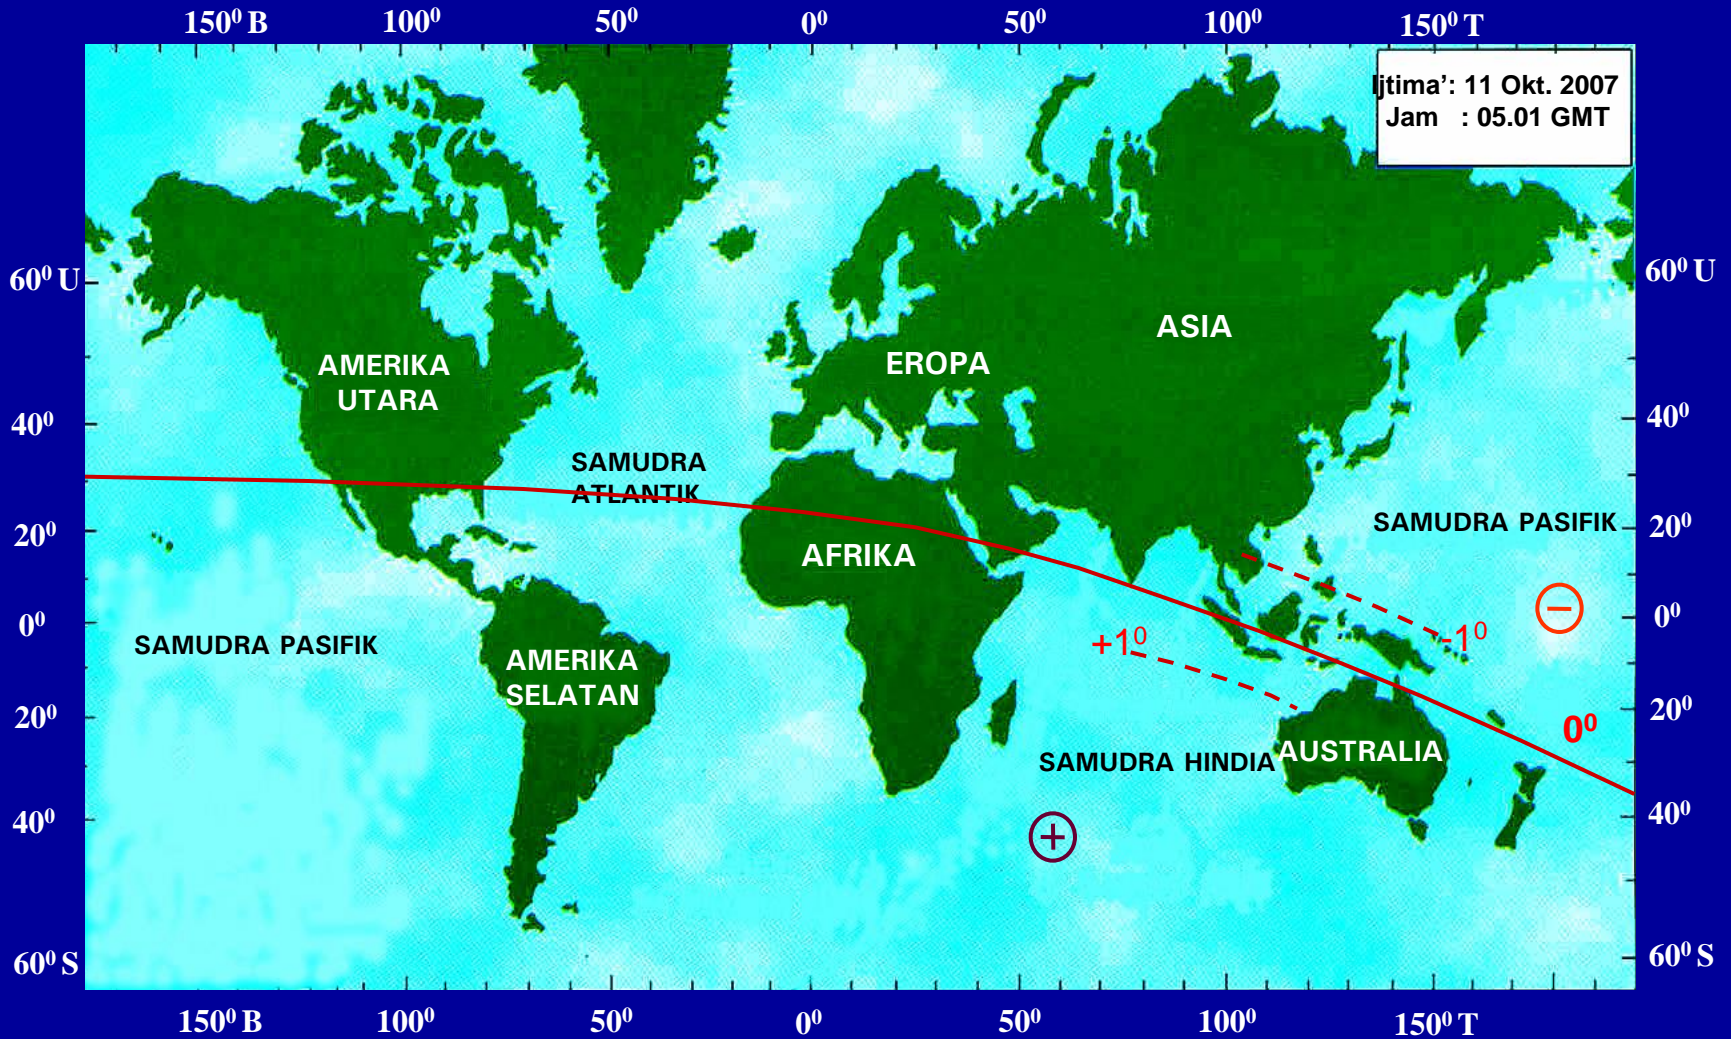 150⁰ B 100⁰ 50⁰ 0⁰ 50⁰ 100⁰ 150⁰ T
Ijtima’: 11 Okt. 2007
Jam : 05.01 GMT
60⁰ U 60⁰ U
ASIA
AMERIKA
UTARA
EROPA
40⁰ 40⁰
SAMUDRA
ATLANTIK
SAMUDRA PASIFIK
20⁰ 20⁰
AFRIKA
−
0⁰ 0⁰
SAMUDRA PASIFIK
+1⁰ -1⁰
AMERIKA
SELATAN
20⁰ 20⁰
0⁰
SAMUDRA HINDIA
AUSTRALIA
40⁰ 40⁰
+
60⁰ S 60⁰ S
150⁰ B 100⁰ 50⁰ 0⁰ 50⁰ 100⁰ 150⁰ T